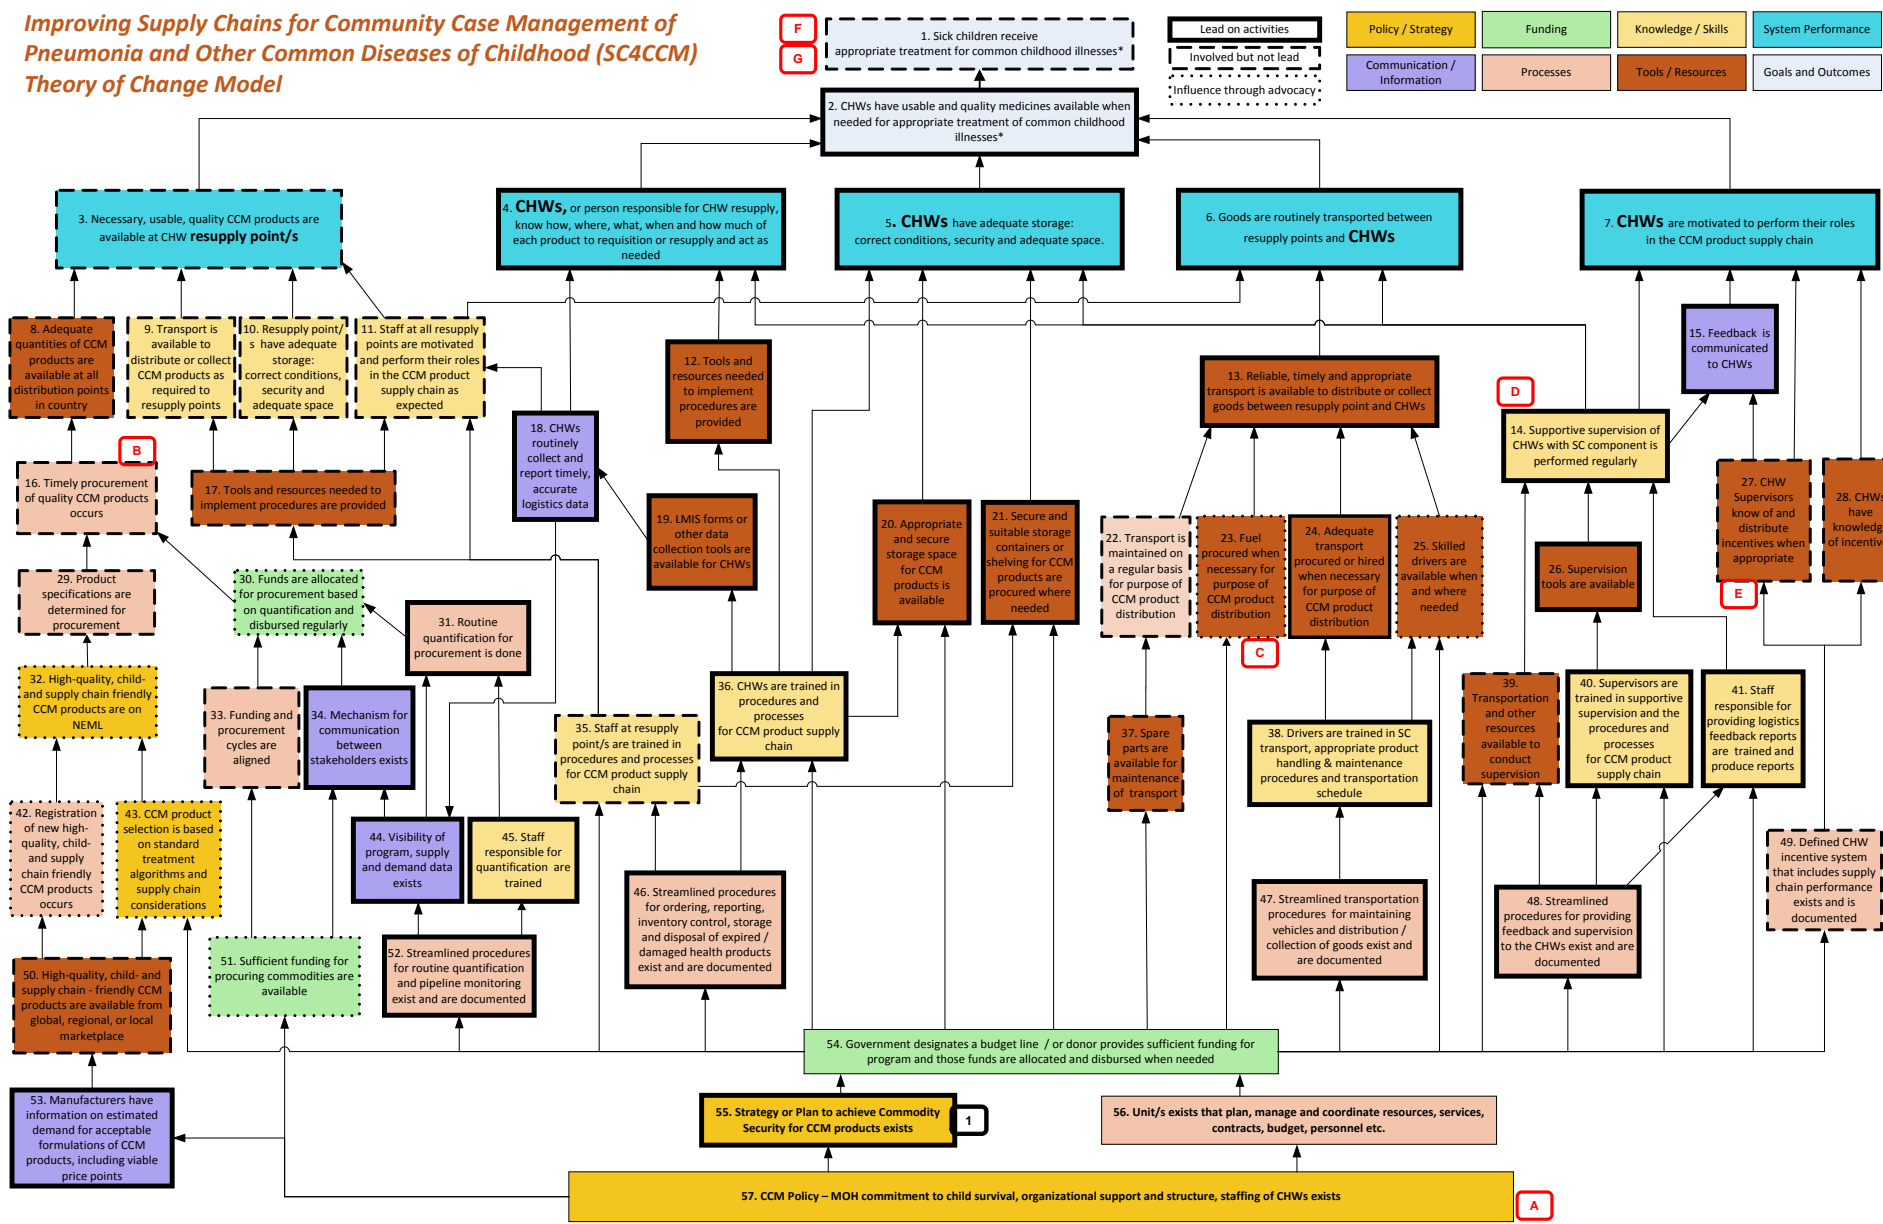 Improving Supply Chains for Community Case Management of
Pneumonia and Other Common Diseases of Childhood (SC4CCM)
Theory of Change Model
F
G
1. Sick children receive
appropriate treatment for common childhood illnesses*
Lead on activities
Involved but not lead
Influence through advocacy
Policy / Strategy
Funding
Knowledge / Skills
System Performance
Communication /
Information
Processes
Tools / Resources
Goals and Outcomes
2. CHWs have usable and quality medicines available when
needed for appropriate treatment of common childhood
illnesses*
3. Necessary, usable, quality CCM products are
available at CHW resupply point/s
4. CHWs, or person responsible for CHW resupply,
know how, where, what, when and how much of
each product to requisition or resupply and act as
needed
5. CHWs have adequate storage:
correct conditions, security and adequate space.
6. Goods are routinely transported between
resupply points and CHWs
7. CHWs are motivated to perform their roles
in the CCM product supply chain
8. Adequate
quantities of CCM
products are
available at all
distribution points
in country
9. Transport is
available to
distribute or collect
CCM products as
required to
resupply points
10. Resupply point/
s have adequate
storage:
correct conditions,
security and
adequate space
11. Staff at all resupply
points are motivated
and perform their roles
in the CCM product
supply chain as
expected
12. Tools and
resources needed
to implement
procedures are
provided
13. Reliable, timely and appropriate
transport is available to distribute or collect
goods between resupply point and CHWs
15. Feedback is
communicated
to CHWs
D
14. Supportive supervision of
CHWs with SC component is
performed regularly
B
16. Timely procurement
of quality CCM products
occurs
17. Tools and resources needed to
implement procedures are provided
18. CHWs
routinely
collect and
report timely,
accurate
logistics data
19. LMIS forms or
other data
collection tools are
available for CHWs
20. Appropriate
and secure
storage space
for CCM
products is
available
21. Secure and
suitable storage
containers or
shelving for CCM
products are
procured where
needed
22. Transport is
maintained on
a regular basis
for purpose of
CCM product
distribution
23. Fuel
procured when
necessary for
purpose of
CCM product
distribution
C
24. Adequate
transport
procured or hired
when necessary
for purpose of
CCM product
distribution
25. Skilled
drivers are
available when
and where
needed
26. Supervision
tools are available
27. CHW
Supervisors
know of and
distribute
incentives when
appropriate
E
28. CHWs
have
knowledg
of incentiv
29. Product
specifications are
determined for
procurement
30. Funds are allocated
for procurement based
on quantification and
disbursed regularly
31. Routine
quantification for
procurement is done
32. High-quality, child-
and supply chain friendly
CCM products are on
NEML
33. Funding and
procurement
cycles are
aligned
34. Mechanism for
communication
between
stakeholders exists
35. Staff at resupply
point/s are trained in
procedures and processes
for CCM product supply
chain
36. CHWs are trained in
procedures and
processes
for CCM product supply
chain
37. Spare
parts are
available for
maintenance
of transport
38. Drivers are trained in SC
transport, appropriate product
handling & maintenance
procedures and transportation
schedule
39.
Transportation
and other
resources
available to
conduct
supervision
40. Supervisors are
trained in supportive
supervision and the
procedures and
processes
for CCM product
supply chain
41. Staff
responsible for
providing logistics
feedback reports
are trained and
produce reports
42. Registration
of new high-
quality, child-
and supply
chain friendly
CCM products
occurs
43. CCM product
selection is based
on standard
treatment
algorithms and
supply chain
considerations
44. Visibility of
program, supply
and demand data
exists
45. Staff
responsible for
quantification are
trained
46. Streamlined procedures
for ordering, reporting,
inventory control, storage
and disposal of expired /
damaged health products
exist and are documented
47. Streamlined transportation
procedures for maintaining
vehicles and distribution /
collection of goods exist and
are documented
48. Streamlined
procedures for providing
feedback and supervision
to the CHWs exist and are
documented
49. Defined CHW
incentive system
that includes supply
chain performance
exists and is
documented
50. High-quality, child- and
supply chain - friendly CCM
products are available from
global, regional, or local
marketplace
51. Sufficient funding for
procuring commodities are
available
52. Streamlined procedures
for routine quantification
and pipeline monitoring
exist and are documented
53. Manufacturers have
information on estimated
demand for acceptable
formulations of CCM
products, including viable
price points
54. Government designates a budget line / or donor provides sufficient funding for
program and those funds are allocated and disbursed when needed
55. Strategy or Plan to achieve Commodity
Security for CCM products exists
1
56. Unit/s exists that plan, manage and coordinate resources, services,
contracts, budget, personnel etc.
57. CCM Policy – MOH commitment to child survival, organizational support and structure, staffing of CHWs exists
A